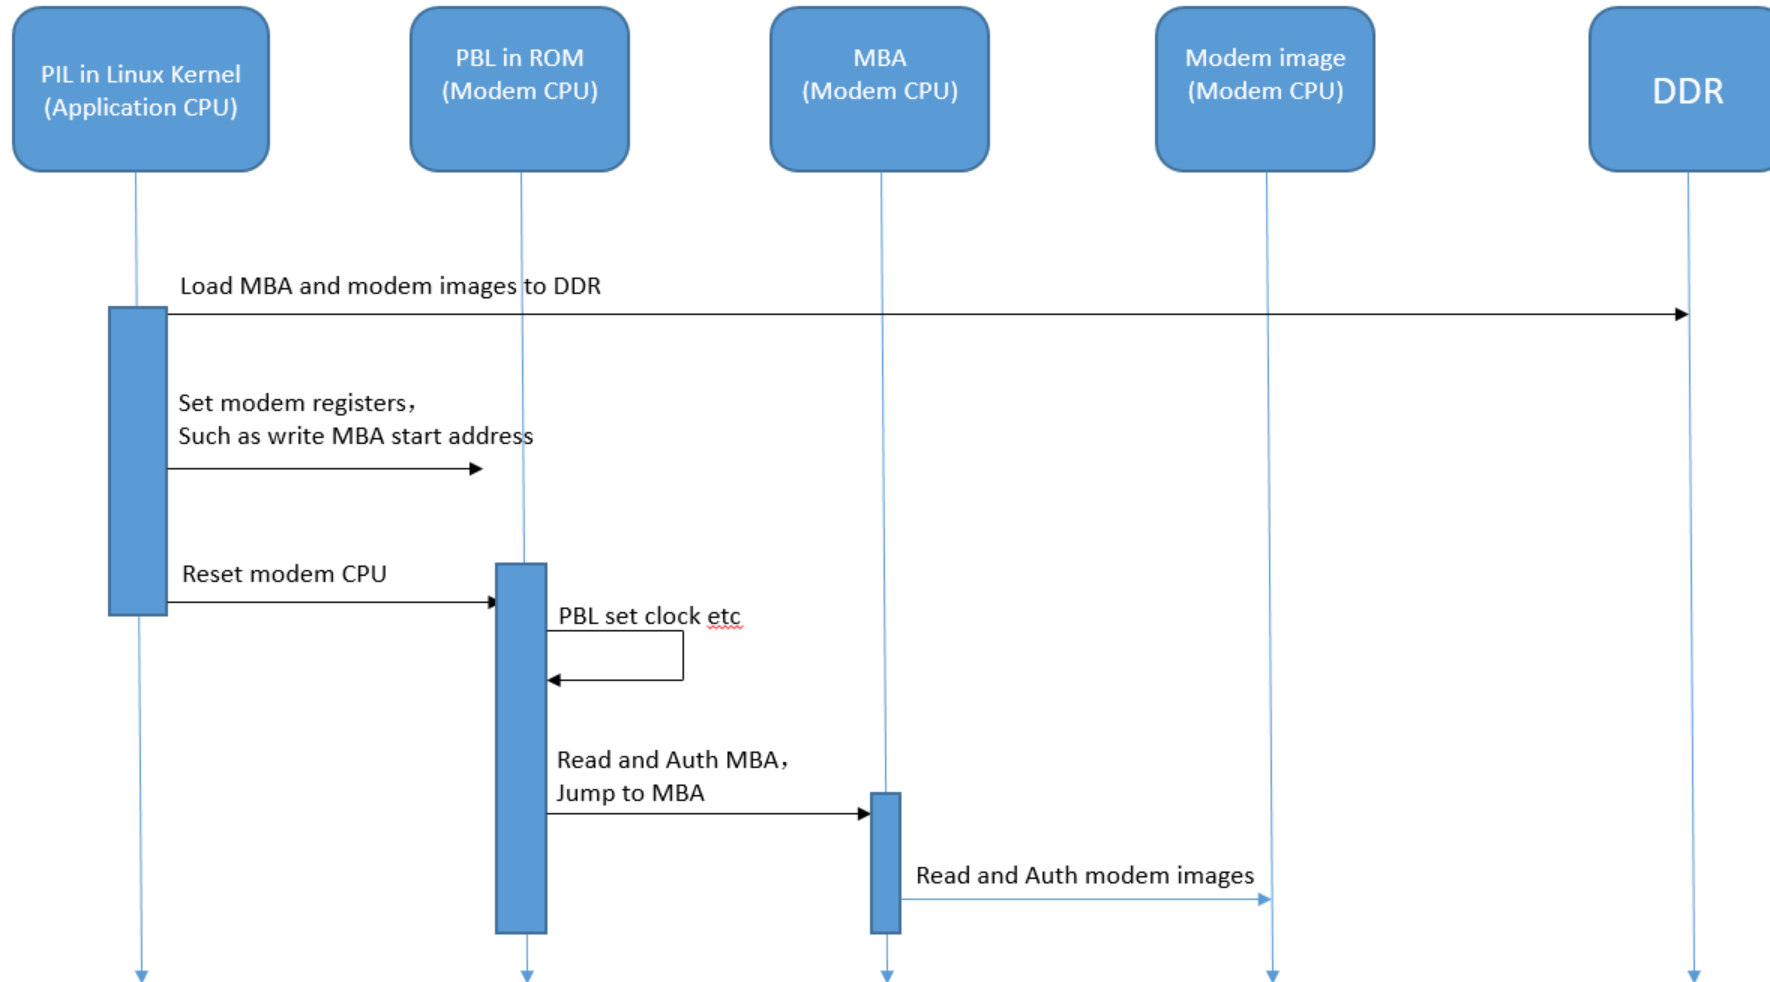 PIL in Linux Kernel
(Application CPU)
PBL in ROM
(Modem CPU)
MBA
(Modem CPU)
Modem image
(Modem CPU)
DDR
Load MBA and modem images to DDR
Set modem registers，
Such as write MBA start address
Reset modem CPU
PBL set clock etc
Read and Auth MBA，
Jump to MBA
Read and Auth modem images